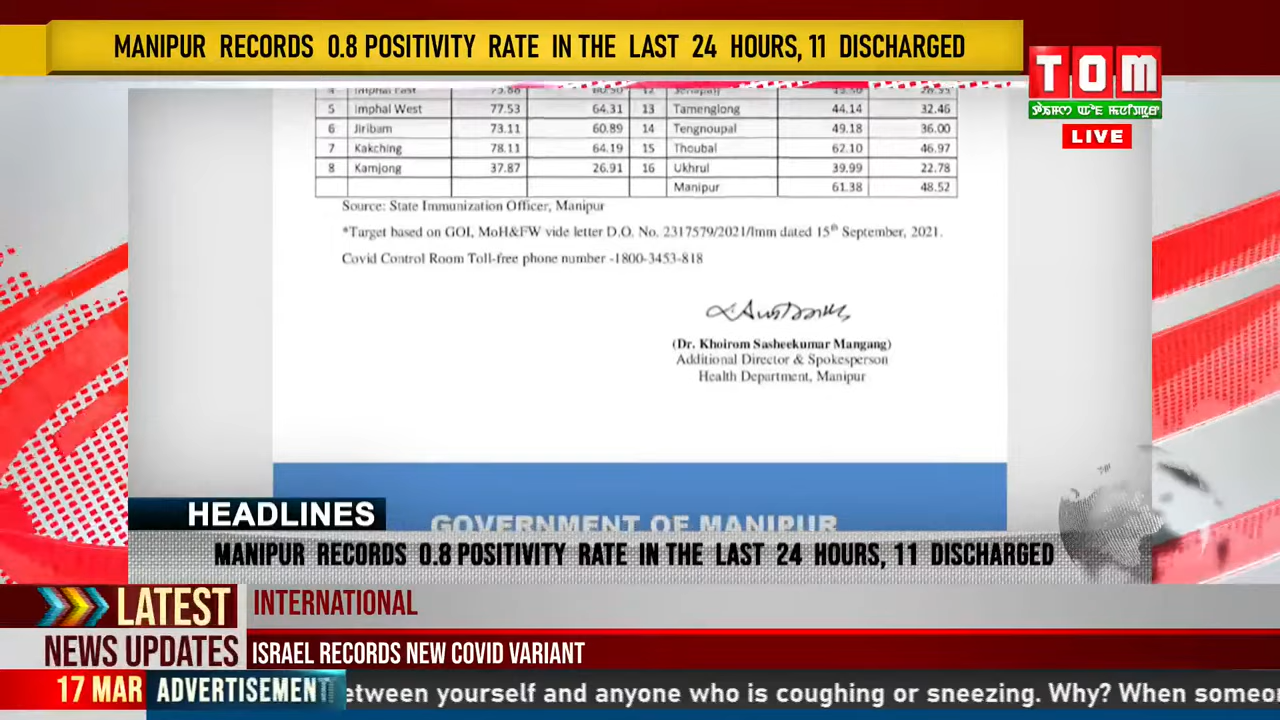 MANIPUR RECORDS 0.8 POSITIVITY RATE IN THE LAST 24 HOURS, 11 DISCHARGED
TOM
LIVE
5 Imphal West 77.53 64.31 13 Tamenglong 44.14 32.46
6 Jiribam 73.11 60.89 14 Tengnoupal 49.18 36.00
7 Kakching 78.11 64.19 15 Thoubal 62.10 46.97
8 Kamjong 37.87 26.91 16 Ukhrul 39.99 22.78
Manipur 61.38 48.52
Source: State Immunization Officer, Manipur
*Target based on GOI, MoH&FW vide letter D.O. No. 2317579/2021/Imm dated 15th September, 2021.
Covid Control Room Toll-free phone number -1800-3453-818
(Dr. Khoirom Sasheekumar Mangang)
Additional Director & Spokesperson
Health Department, Manipur
GOVERNMENT OF MANIPUR
HEADLINES
MANIPUR RECORDS 0.8 POSITIVITY RATE IN THE LAST 24 HOURS, 11 DISCHARGED
LATEST
NEWS UPDATES
INTERNATIONAL
ISRAEL RECORDS NEW COVID VARIANT
17 MAR ADVERTISEMENT etween yourself and anyone who is coughing or sneezing. Why? When someo